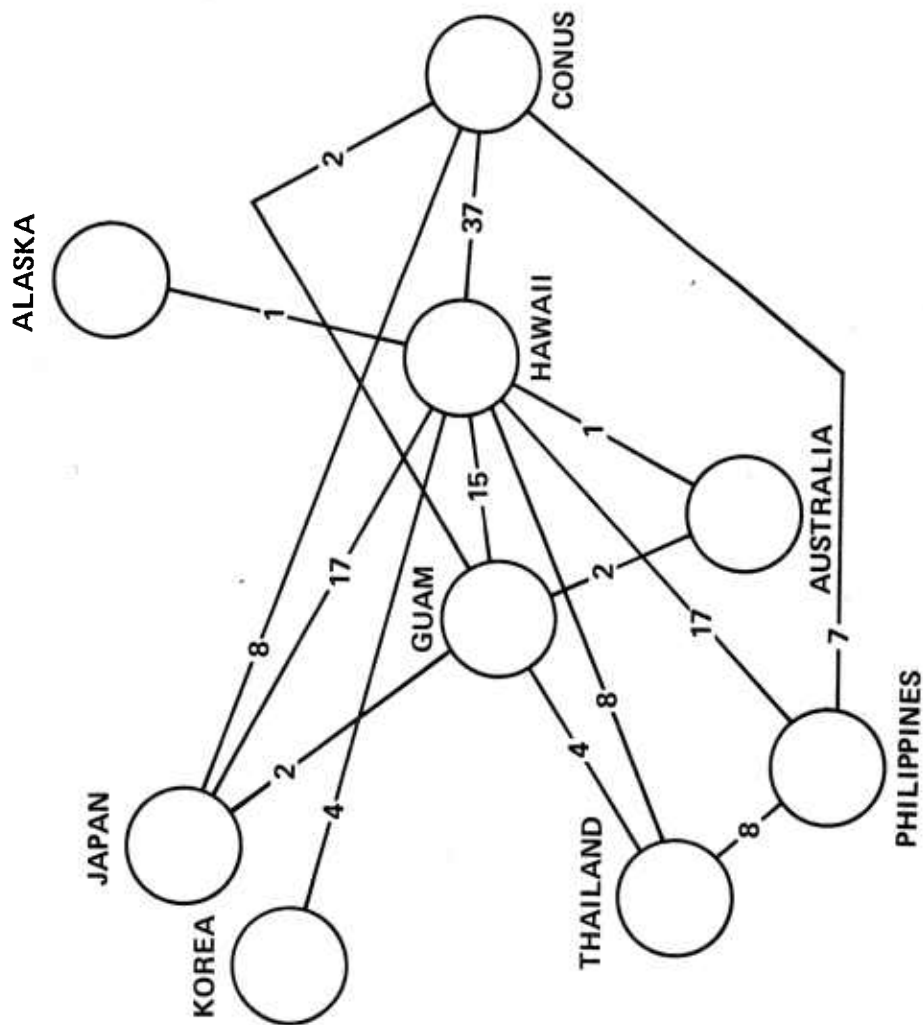 ALASKA
CONUS
2
37
1
HAWAII
JAPAN
8
17
15
1
GUAM
2
2
AUSTRALIA
KOREA
4
4
8
17
7
THAILAND
8
PHILIPPINES